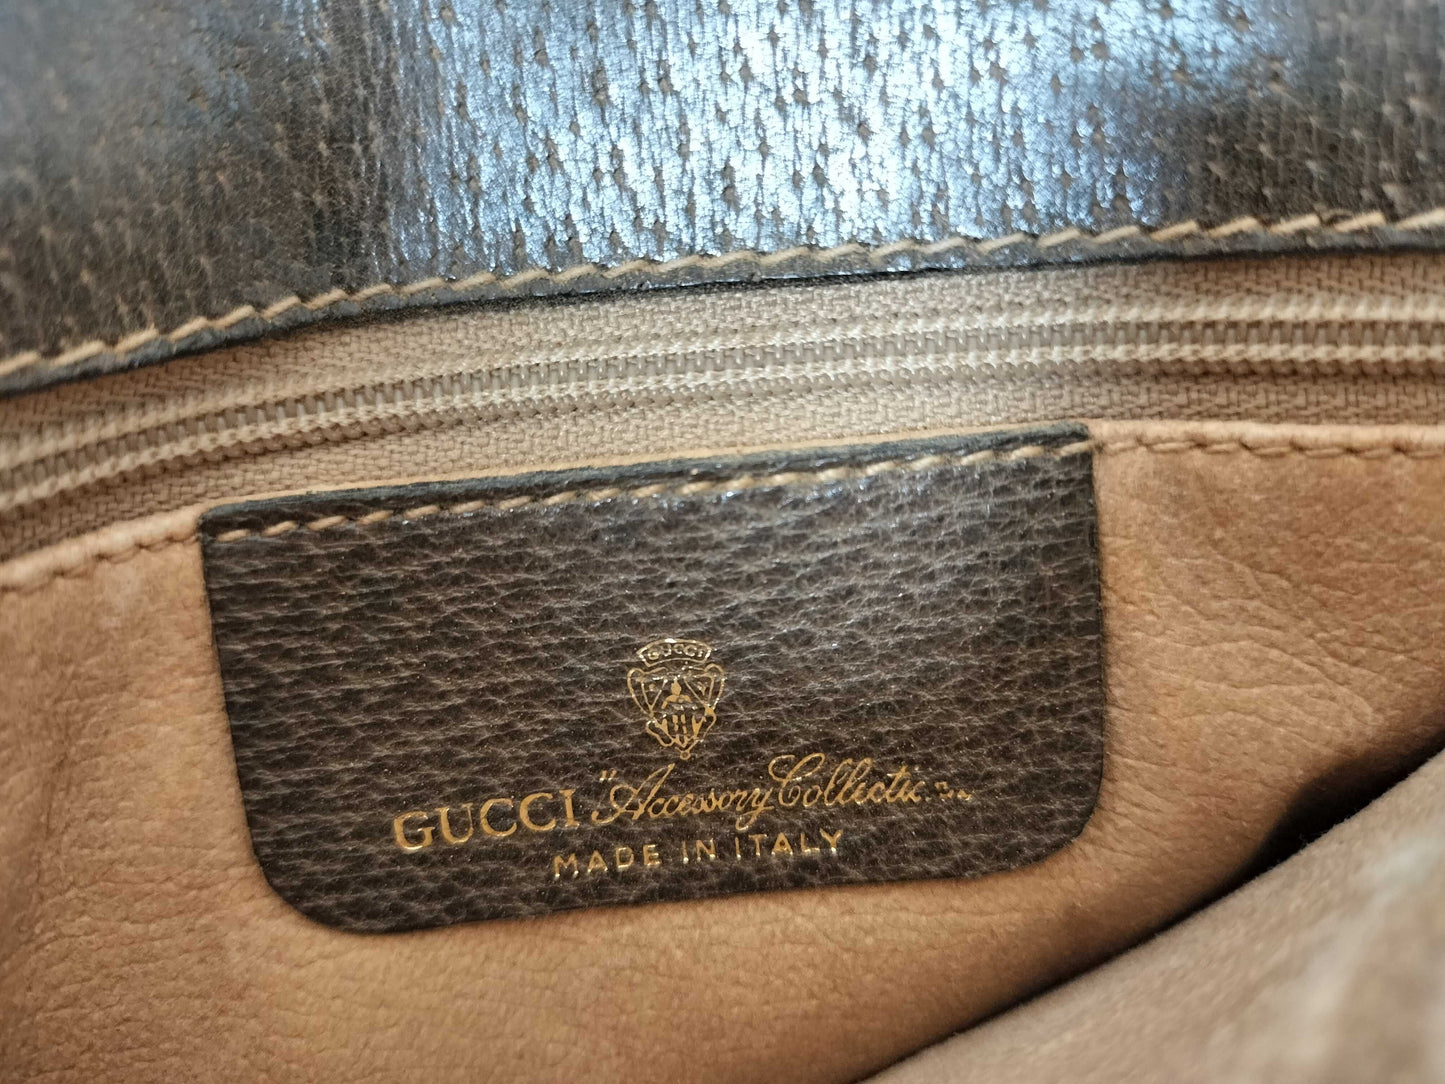 GUCCI
GUCCI "Accessory Collection"
MADE IN ITALY